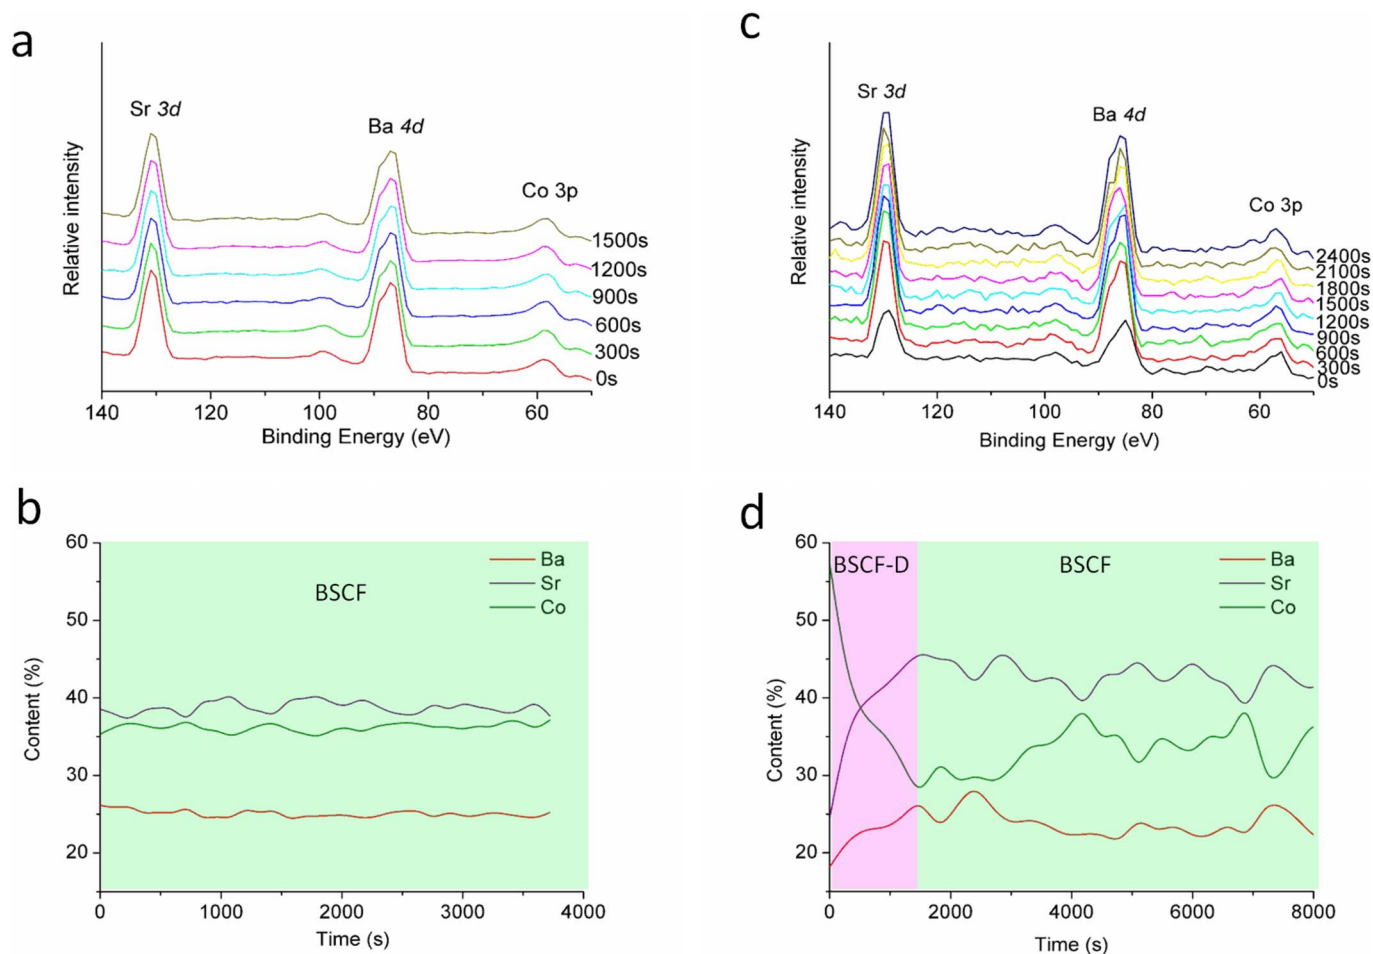 a
Relative intensity
Sr 3d
Ba 4d
Co 3p
1500s
1200s
900s
600s
300s
0s
140
120
100
80
60
Binding Energy (eV)
c
Relative intensity
Sr 3d
Ba 4d
Co 3p
2400s
2100s
1800s
1500s
1200s
900s
600s
300s
0s
140
120
100
80
60
Binding Energy (eV)
b
Content (%)
60
50
40
30
20
BSCF
Ba
Sr
Co
0
1000
2000
3000
4000
Time (s)
d
Content (%)
60
50
40
30
20
BSCF-D
BSCF
Ba
Sr
Co
0
2000
4000
6000
8000
Time (s)